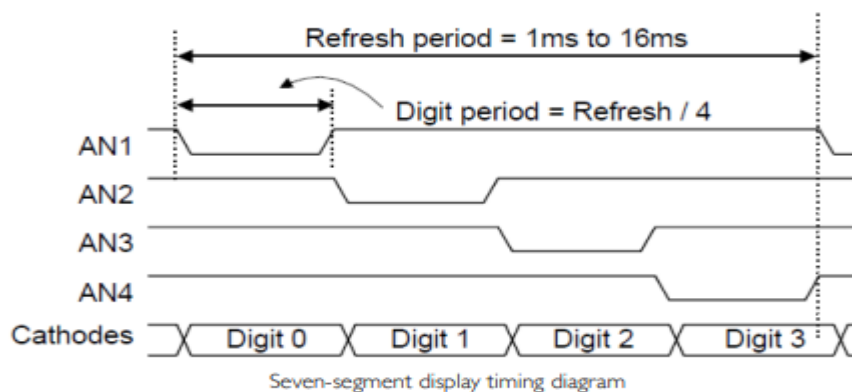 Refresh period = 1ms to 16ms
Digit period = Refresh / 4
AN1
AN2
AN3
AN4
Cathodes Digit 0 Digit 1 Digit 2 Digit 3
Seven-segment display timing diagram